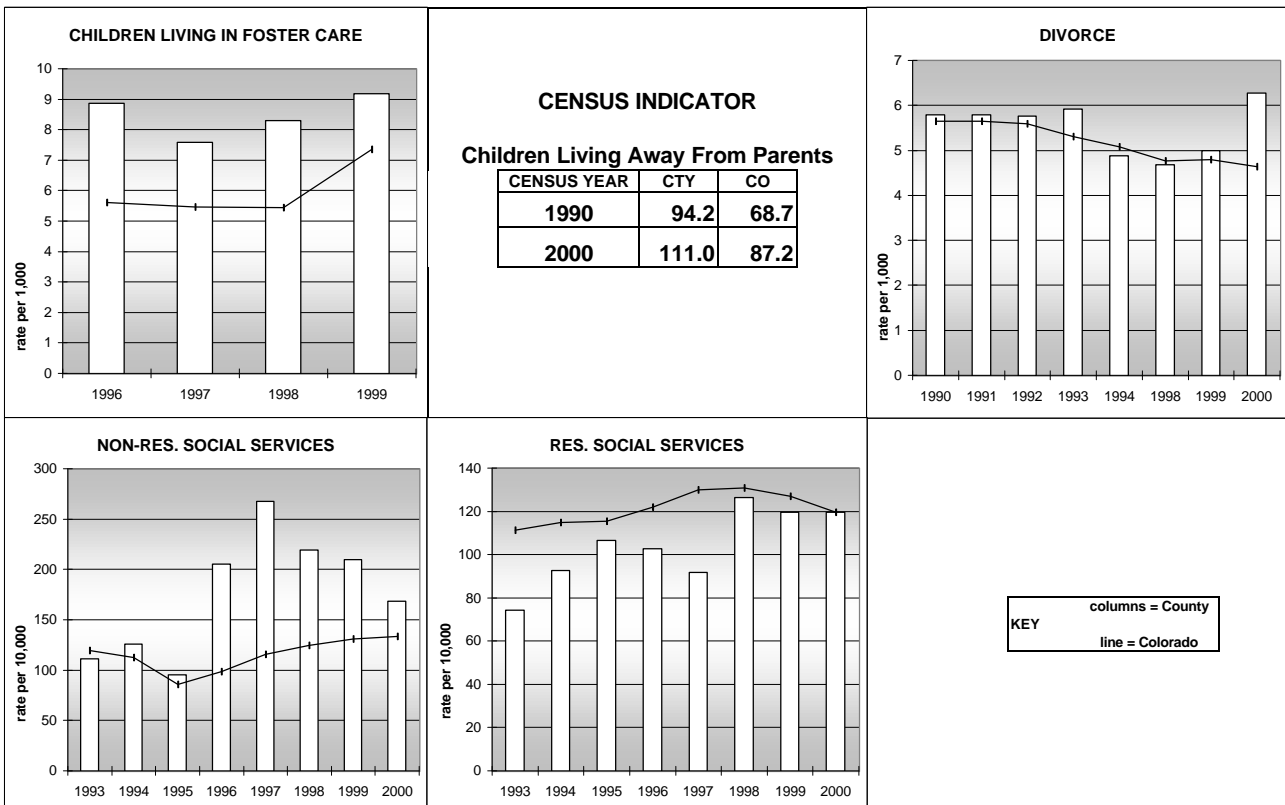 CHILDREN LIVING IN FOSTER CARE
10
9
8
7
6
5
4
3
2
1
0
rate per 1,000
1996 1997 1998 1999
CENSUS INDICATOR
Children Living Away From Parents
CENSUS YEAR CTY CO
1990 94.2 68.7
2000 111.0 87.2
DIVORCE
7
6
5
4
3
2
1
0
rate per 1,000
1990 1991 1992 1993 1994 1998 1999 2000
NON-RES. SOCIAL SERVICES
300
250
200
150
100
50
0
rate per 10,000
1993 1994 1995 1996 1997 1998 1999 2000
RES. SOCIAL SERVICES
140
120
100
80
60
40
20
0
rate per 10,000
1993 1994 1995 1996 1997 1998 1999 2000
columns = County
KEY
line = Colorado